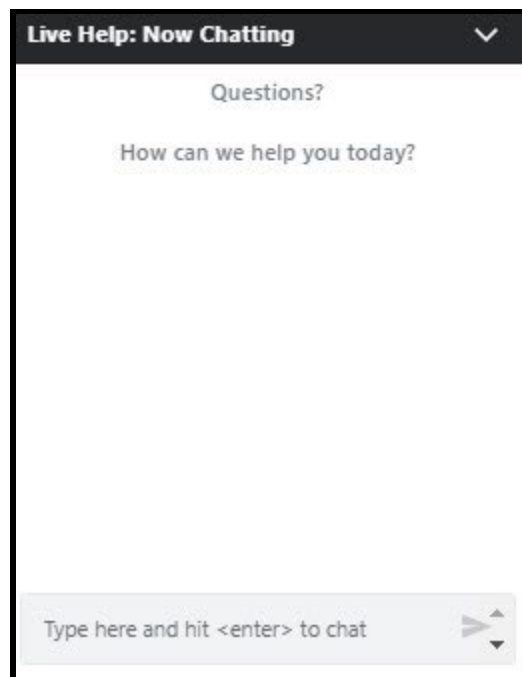 Live Help: Now Chatting
Questions?
How can we help you today?
Type here and hit <enter> to chat